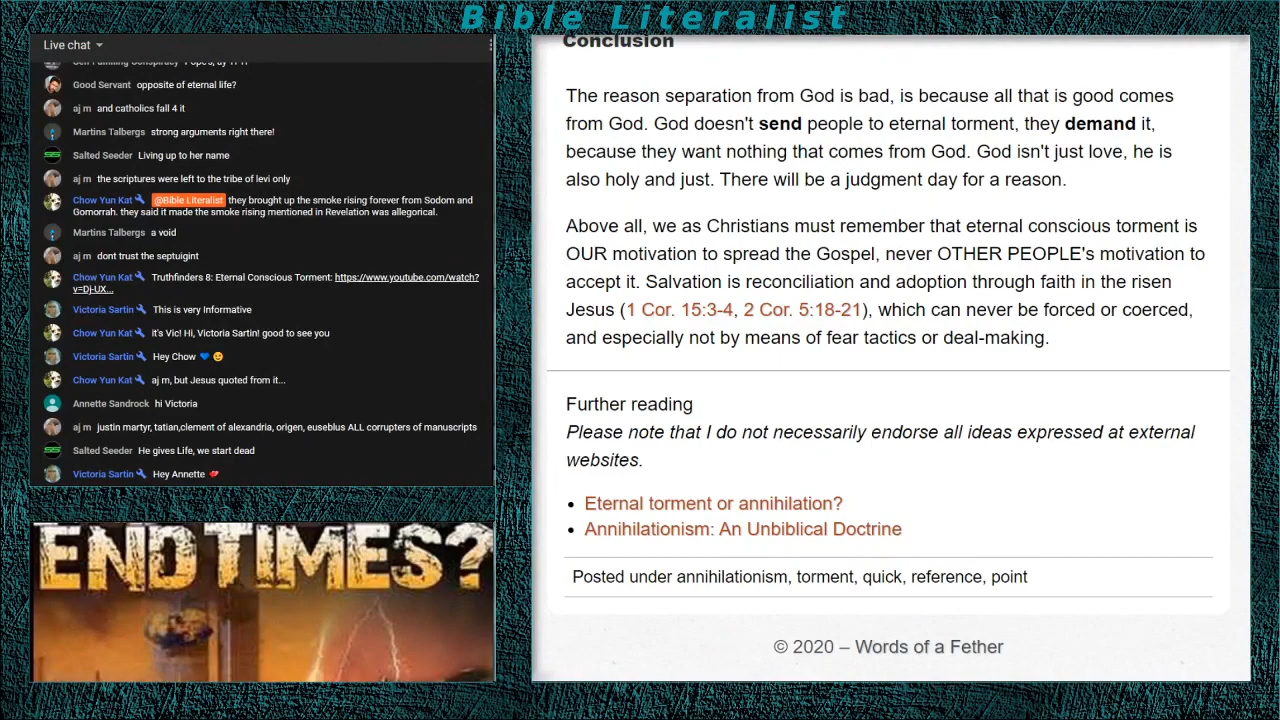 Bible Literalist
Live chat
Good Servant opposite of eternal life?
aj m and catholics fall 4 it
Martins Talbergs strong arguments right there!
Salted Seeder Living up to her name
aj m the scriptures were left to the tribe of levi only
Chow Yun Kat @Bible Literalist they brought up the smoke rising forever from Sodom and
Gomorrah. they said it made the smoke rising mentioned in Revelation was allegorical.
Martins Talbergs a void
aj m dont trust the septuigint
Chow Yun Kat Truthfinders 8: Eternal Conscious Torment: https://www.youtube.com/watch?
v=Dj-UX...
Victoria Sartin This is very Informative
Chow Yun Kat it's Vic! Hi, Victoria Sartin! good to see you
Victoria Sartin Hey Chow 💙 🙂
Chow Yun Kat aj m, but Jesus quoted from it...
Annette Sandrock hi Victoria
aj m justin martyr, tatian,clement of alexandria, origen, euseblus ALL corrupters of manuscripts
Salted Seeder He gives Life, we start dead
Victoria Sartin Hey Annette
END TIMES?
Conclusion
The reason separation from God is bad, is because all that is good comes
from God. God doesn't send people to eternal torment, they demand it,
because they want nothing that comes from God. God isn't just love, he is
also holy and just. There will be a judgment day for a reason.
Above all, we as Christians must remember that eternal conscious torment is
OUR motivation to spread the Gospel, never OTHER PEOPLE's motivation to
accept it. Salvation is reconciliation and adoption through faith in the risen
Jesus (1 Cor. 15:3-4, 2 Cor. 5:18-21), which can never be forced or coerced,
and especially not by means of fear tactics or deal-making.
Further reading
Please note that I do not necessarily endorse all ideas expressed at external
websites.
• Eternal torment or annihilation?
• Annihilationism: An Unbiblical Doctrine
Posted under annihilationism, torment, quick, reference, point
© 2020 – Words of a Fether